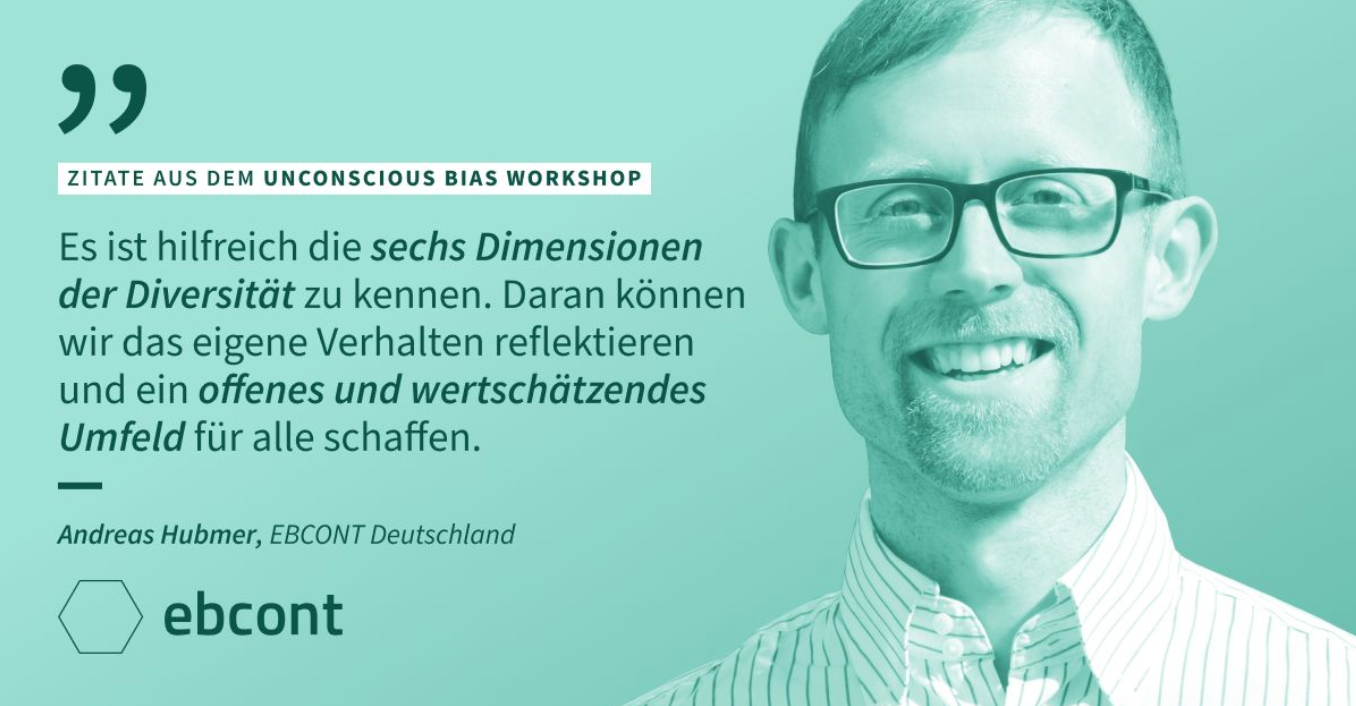 ”
ZITATE AUS DEM UNCONSCIOUS BIAS WORKSHOP
Es ist hilfreich die sechs Dimensionen
der Diversität zu kennen. Daran können
wir das eigene Verhalten reflektieren
und ein offenes und wertschätzendes
Umfeld für alle schaffen.
Andreas Hubmer, EBCONT Deutschland
ebcont